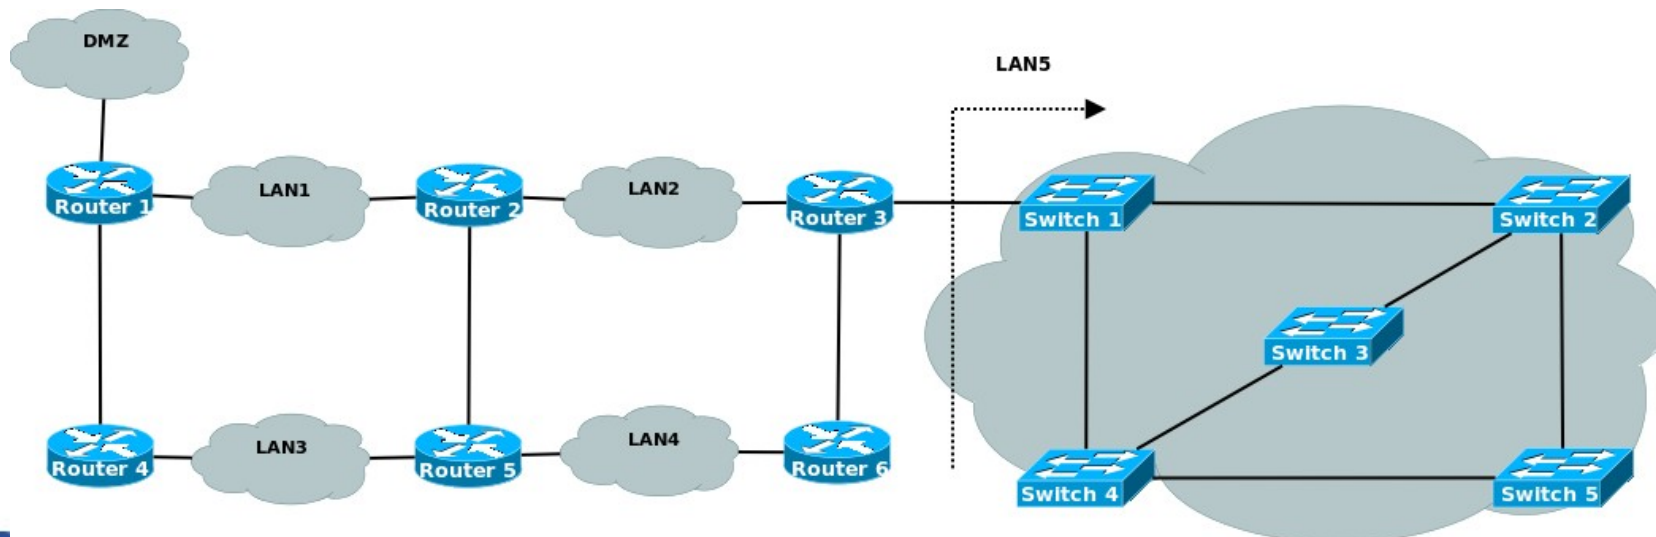 DMZ
LAN5
LAN1
LAN2
Router 1
Router 2
Router 3
Switch 1
Switch 2
Switch 3
LAN3
LAN4
Router 4
Router 5
Router 6
Switch 4
Switch 5